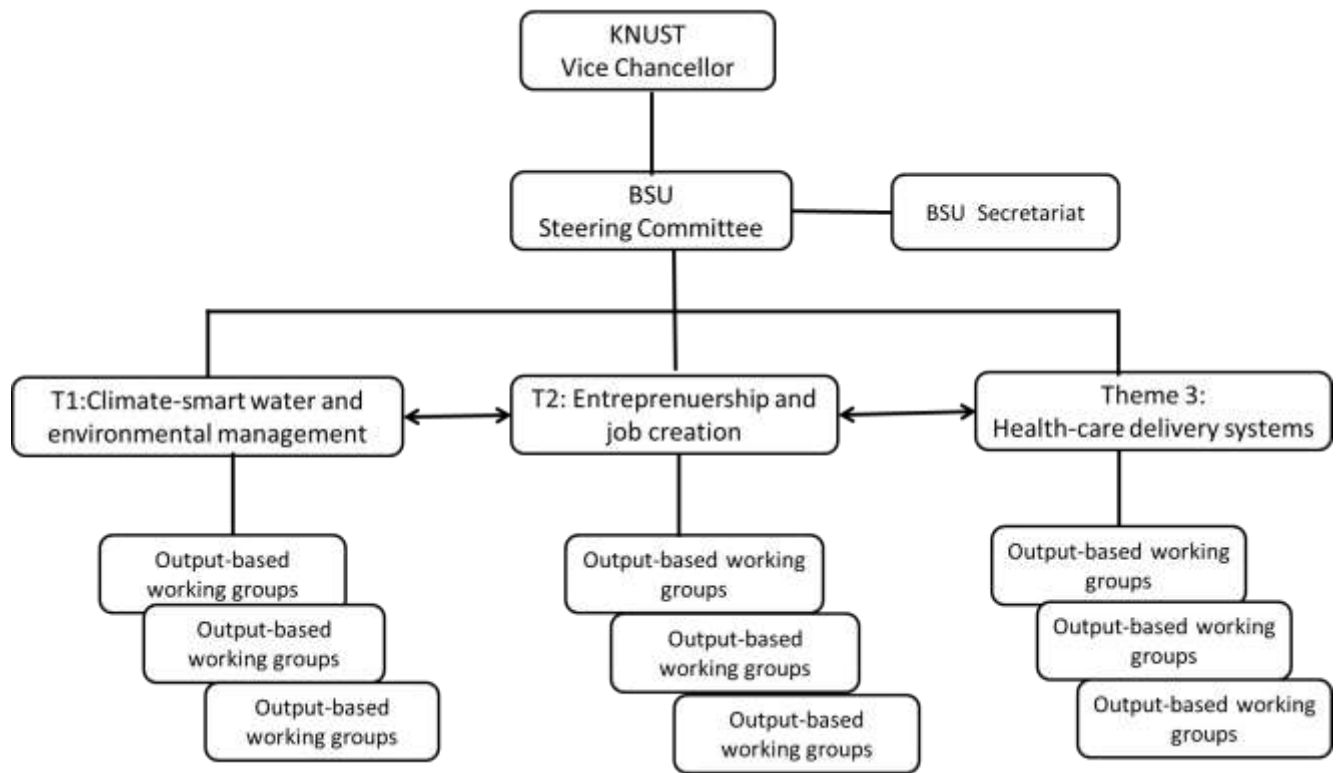 KNUST
Vice Chancellor
BSU
Steering Committee
BSU Secretariat
T1:Climate-smart water and
environmental management
T2: Entreprenuership and
job creation
Theme 3:
Health-care delivery systems
Output-based
working groups
Output-based
working groups
Output-based
working groups
Output-based working
groups
Output-based
working groups
Output-based
working groups
Output-based working
groups
Output-based working
groups
Output-based working
groups